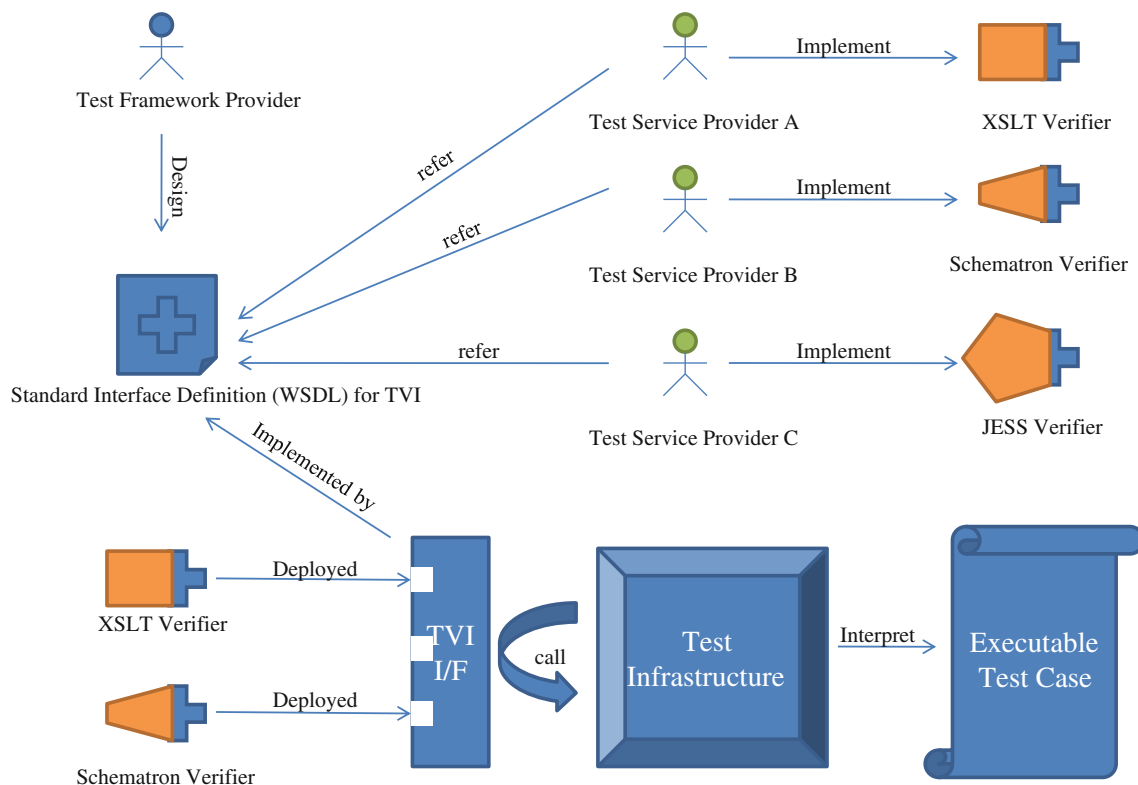 Test Framework Provider
Design
Standard Interface Definition (WSDL) for TVI
refer
refer
refer
Test Service Provider A
Implement
XSLT Verifier
Test Service Provider B
Implement
Schematron Verifier
Test Service Provider C
Implement
JESS Verifier
Implemented by
XSLT Verifier
Deployed
Schematron Verifier
Deployed
TVI
I/F
call
Test
Infrastructure
Interpret
Executable
Test Case